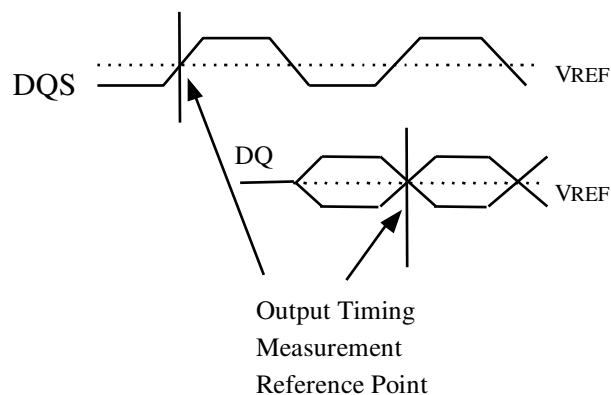 DQS
VREF
DQ
VREF
Output Timing
Measurement
Reference Point